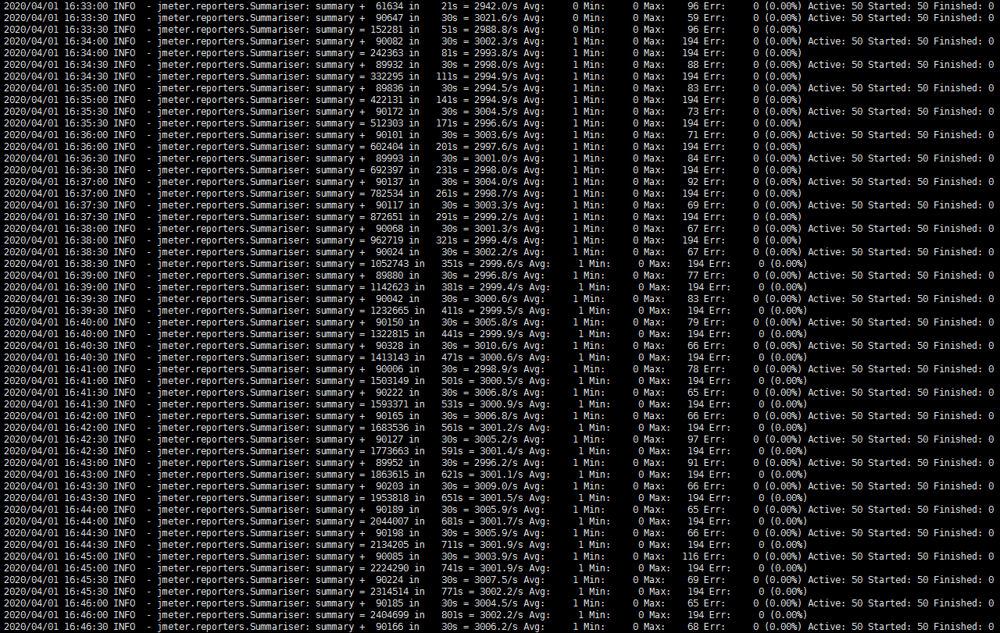 2020/04/01 16:33:00 INFO  - jmeter.reporters.Summariser: summary +  61634 in    21s = 2942.0/s Avg:     0 Min:     0 Max:    96 Err:     0 (0.00%) Active: 50 Started: 50 Finished: 0
2020/04/01 16:33:30 INFO  - jmeter.reporters.Summariser: summary +  90647 in    30s = 3021.6/s Avg:     0 Min:     0 Max:    59 Err:     0 (0.00%) Active: 50 Started: 50 Finished: 0
2020/04/01 16:33:30 INFO  - jmeter.reporters.Summariser: summary = 152281 in    51s = 2988.8/s Avg:     0 Min:     0 Max:    96 Err:     0 (0.00%)
2020/04/01 16:34:00 INFO  - jmeter.reporters.Summariser: summary +  90082 in    30s = 3002.3/s Avg:     1 Min:     0 Max:   194 Err:     0 (0.00%) Active: 50 Started: 50 Finished: 0
2020/04/01 16:34:00 INFO  - jmeter.reporters.Summariser: summary = 242363 in    81s = 2993.8/s Avg:     1 Min:     0 Max:   194 Err:     0 (0.00%)
2020/04/01 16:34:30 INFO  - jmeter.reporters.Summariser: summary +  89932 in    30s = 2998.0/s Avg:     1 Min:     0 Max:    88 Err:     0 (0.00%) Active: 50 Started: 50 Finished: 0
2020/04/01 16:34:30 INFO  - jmeter.reporters.Summariser: summary = 332295 in   111s = 2994.9/s Avg:     1 Min:     0 Max:   194 Err:     0 (0.00%)
2020/04/01 16:35:00 INFO  - jmeter.reporters.Summariser: summary +  89836 in    30s = 2994.5/s Avg:     1 Min:     0 Max:    83 Err:     0 (0.00%) Active: 50 Started: 50 Finished: 0
2020/04/01 16:35:00 INFO  - jmeter.reporters.Summariser: summary = 422131 in   141s = 2994.9/s Avg:     1 Min:     0 Max:   194 Err:     0 (0.00%)
2020/04/01 16:35:30 INFO  - jmeter.reporters.Summariser: summary +  90172 in    30s = 3004.5/s Avg:     1 Min:     0 Max:    73 Err:     0 (0.00%) Active: 50 Started: 50 Finished: 0
2020/04/01 16:35:30 INFO  - jmeter.reporters.Summariser: summary = 512303 in   171s = 2996.6/s Avg:     1 Min:     0 Max:   194 Err:     0 (0.00%)
2020/04/01 16:36:00 INFO  - jmeter.reporters.Summariser: summary +  90101 in    30s = 3003.6/s Avg:     1 Min:     0 Max:    71 Err:     0 (0.00%) Active: 50 Started: 50 Finished: 0
2020/04/01 16:36:00 INFO  - jmeter.reporters.Summariser: summary = 602404 in   201s = 2997.6/s Avg:     1 Min:     0 Max:   194 Err:     0 (0.00%)
2020/04/01 16:36:30 INFO  - jmeter.reporters.Summariser: summary +  89993 in    30s = 3001.0/s Avg:     1 Min:     0 Max:    84 Err:     0 (0.00%) Active: 50 Started: 50 Finished: 0
2020/04/01 16:36:30 INFO  - jmeter.reporters.Summariser: summary = 692397 in   231s = 2998.0/s Avg:     1 Min:     0 Max:   194 Err:     0 (0.00%)
2020/04/01 16:37:00 INFO  - jmeter.reporters.Summariser: summary +  90137 in    30s = 3004.0/s Avg:     1 Min:     0 Max:    92 Err:     0 (0.00%) Active: 50 Started: 50 Finished: 0
2020/04/01 16:37:00 INFO  - jmeter.reporters.Summariser: summary = 782534 in   261s = 2998.7/s Avg:     1 Min:     0 Max:   194 Err:     0 (0.00%)
2020/04/01 16:37:30 INFO  - jmeter.reporters.Summariser: summary +  90117 in    30s = 3003.3/s Avg:     1 Min:     0 Max:    69 Err:     0 (0.00%) Active: 50 Started: 50 Finished: 0
2020/04/01 16:37:30 INFO  - jmeter.reporters.Summariser: summary = 872651 in   291s = 2999.2/s Avg:     1 Min:     0 Max:   194 Err:     0 (0.00%)
2020/04/01 16:38:00 INFO  - jmeter.reporters.Summariser: summary +  90068 in    30s = 3001.3/s Avg:     1 Min:     0 Max:    67 Err:     0 (0.00%) Active: 50 Started: 50 Finished: 0
2020/04/01 16:38:00 INFO  - jmeter.reporters.Summariser: summary = 962719 in   321s = 2999.4/s Avg:     1 Min:     0 Max:   194 Err:     0 (0.00%)
2020/04/01 16:38:30 INFO  - jmeter.reporters.Summariser: summary +  90024 in    30s = 3002.2/s Avg:     1 Min:     0 Max:    67 Err:     0 (0.00%) Active: 50 Started: 50 Finished: 0
2020/04/01 16:38:30 INFO  - jmeter.reporters.Summariser: summary = 1052743 in   351s = 2999.6/s Avg:     1 Min:     0 Max:   194 Err:     0 (0.00%)
2020/04/01 16:39:00 INFO  - jmeter.reporters.Summariser: summary +  89880 in    30s = 2996.8/s Avg:     1 Min:     0 Max:    77 Err:     0 (0.00%) Active: 50 Started: 50 Finished: 0
2020/04/01 16:39:00 INFO  - jmeter.reporters.Summariser: summary = 1142623 in   381s = 2999.4/s Avg:     1 Min:     0 Max:   194 Err:     0 (0.00%)
2020/04/01 16:39:30 INFO  - jmeter.reporters.Summariser: summary +  90042 in    30s = 3000.6/s Avg:     1 Min:     0 Max:    83 Err:     0 (0.00%) Active: 50 Started: 50 Finished: 0
2020/04/01 16:39:30 INFO  - jmeter.reporters.Summariser: summary = 1232665 in   411s = 2999.5/s Avg:     1 Min:     0 Max:   194 Err:     0 (0.00%)
2020/04/01 16:40:00 INFO  - jmeter.reporters.Summariser: summary +  90150 in    30s = 3005.8/s Avg:     1 Min:     0 Max:    79 Err:     0 (0.00%) Active: 50 Started: 50 Finished: 0
2020/04/01 16:40:00 INFO  - jmeter.reporters.Summariser: summary = 1322815 in   441s = 2999.9/s Avg:     1 Min:     0 Max:   194 Err:     0 (0.00%)
2020/04/01 16:40:30 INFO  - jmeter.reporters.Summariser: summary +  90328 in    30s = 3010.6/s Avg:     1 Min:     0 Max:    66 Err:     0 (0.00%) Active: 50 Started: 50 Finished: 0
2020/04/01 16:40:30 INFO  - jmeter.reporters.Summariser: summary = 1413143 in   471s = 3000.6/s Avg:     1 Min:     0 Max:   194 Err:     0 (0.00%)
2020/04/01 16:41:00 INFO  - jmeter.reporters.Summariser: summary +  90006 in    30s = 2998.9/s Avg:     1 Min:     0 Max:    78 Err:     0 (0.00%) Active: 50 Started: 50 Finished: 0
2020/04/01 16:41:00 INFO  - jmeter.reporters.Summariser: summary = 1503149 in   501s = 3000.5/s Avg:     1 Min:     0 Max:   194 Err:     0 (0.00%)
2020/04/01 16:41:30 INFO  - jmeter.reporters.Summariser: summary +  90222 in    30s = 3006.8/s Avg:     1 Min:     0 Max:    65 Err:     0 (0.00%) Active: 50 Started: 50 Finished: 0
2020/04/01 16:41:30 INFO  - jmeter.reporters.Summariser: summary = 1593371 in   531s = 3000.9/s Avg:     1 Min:     0 Max:   194 Err:     0 (0.00%)
2020/04/01 16:42:00 INFO  - jmeter.reporters.Summariser: summary +  90165 in    30s = 3006.8/s Avg:     1 Min:     0 Max:    66 Err:     0 (0.00%) Active: 50 Started: 50 Finished: 0
2020/04/01 16:42:00 INFO  - jmeter.reporters.Summariser: summary = 1683536 in   561s = 3001.2/s Avg:     1 Min:     0 Max:   194 Err:     0 (0.00%)
2020/04/01 16:42:30 INFO  - jmeter.reporters.Summariser: summary +  90127 in    30s = 3005.2/s Avg:     1 Min:     0 Max:    97 Err:     0 (0.00%) Active: 50 Started: 50 Finished: 0
2020/04/01 16:42:30 INFO  - jmeter.reporters.Summariser: summary = 1773663 in   591s = 3001.4/s Avg:     1 Min:     0 Max:   194 Err:     0 (0.00%)
2020/04/01 16:43:00 INFO  - jmeter.reporters.Summariser: summary +  89952 in    30s = 2996.2/s Avg:     1 Min:     0 Max:    91 Err:     0 (0.00%) Active: 50 Started: 50 Finished: 0
2020/04/01 16:43:00 INFO  - jmeter.reporters.Summariser: summary = 1863615 in   621s = 3001.1/s Avg:     1 Min:     0 Max:   194 Err:     0 (0.00%)
2020/04/01 16:43:30 INFO  - jmeter.reporters.Summariser: summary +  90203 in    30s = 3009.0/s Avg:     1 Min:     0 Max:    66 Err:     0 (0.00%) Active: 50 Started: 50 Finished: 0
2020/04/01 16:43:30 INFO  - jmeter.reporters.Summariser: summary = 1953818 in   651s = 3001.5/s Avg:     1 Min:     0 Max:   194 Err:     0 (0.00%)
2020/04/01 16:44:00 INFO  - jmeter.reporters.Summariser: summary +  90189 in    30s = 3005.9/s Avg:     1 Min:     0 Max:    65 Err:     0 (0.00%) Active: 50 Started: 50 Finished: 0
2020/04/01 16:44:00 INFO  - jmeter.reporters.Summariser: summary = 2044007 in   681s = 3001.7/s Avg:     1 Min:     0 Max:   194 Err:     0 (0.00%)
2020/04/01 16:44:30 INFO  - jmeter.reporters.Summariser: summary +  90198 in    30s = 3005.9/s Avg:     1 Min:     0 Max:    66 Err:     0 (0.00%) Active: 50 Started: 50 Finished: 0
2020/04/01 16:44:30 INFO  - jmeter.reporters.Summariser: summary = 2134205 in   711s = 3001.9/s Avg:     1 Min:     0 Max:   194 Err:     0 (0.00%)
2020/04/01 16:45:00 INFO  - jmeter.reporters.Summariser: summary +  90085 in    30s = 3003.9/s Avg:     1 Min:     0 Max:   116 Err:     0 (0.00%) Active: 50 Started: 50 Finished: 0
2020/04/01 16:45:00 INFO  - jmeter.reporters.Summariser: summary = 2224290 in   741s = 3001.9/s Avg:     1 Min:     0 Max:   194 Err:     0 (0.00%)
2020/04/01 16:45:30 INFO  - jmeter.reporters.Summariser: summary +  90224 in    30s = 3007.5/s Avg:     1 Min:     0 Max:    69 Err:     0 (0.00%) Active: 50 Started: 50 Finished: 0
2020/04/01 16:45:30 INFO  - jmeter.reporters.Summariser: summary = 2314514 in   771s = 3002.2/s Avg:     1 Min:     0 Max:   194 Err:     0 (0.00%)
2020/04/01 16:46:00 INFO  - jmeter.reporters.Summariser: summary +  90185 in    30s = 3004.5/s Avg:     1 Min:     0 Max:    65 Err:     0 (0.00%) Active: 50 Started: 50 Finished: 0
2020/04/01 16:46:00 INFO  - jmeter.reporters.Summariser: summary = 2404699 in   801s = 3002.2/s Avg:     1 Min:     0 Max:   194 Err:     0 (0.00%)
2020/04/01 16:46:30 INFO  - jmeter.reporters.Summariser: summary +  90166 in    30s = 3006.2/s Avg:     1 Min:     0 Max:    68 Err:     0 (0.00%) Active: 50 Started: 50 Finished: 0